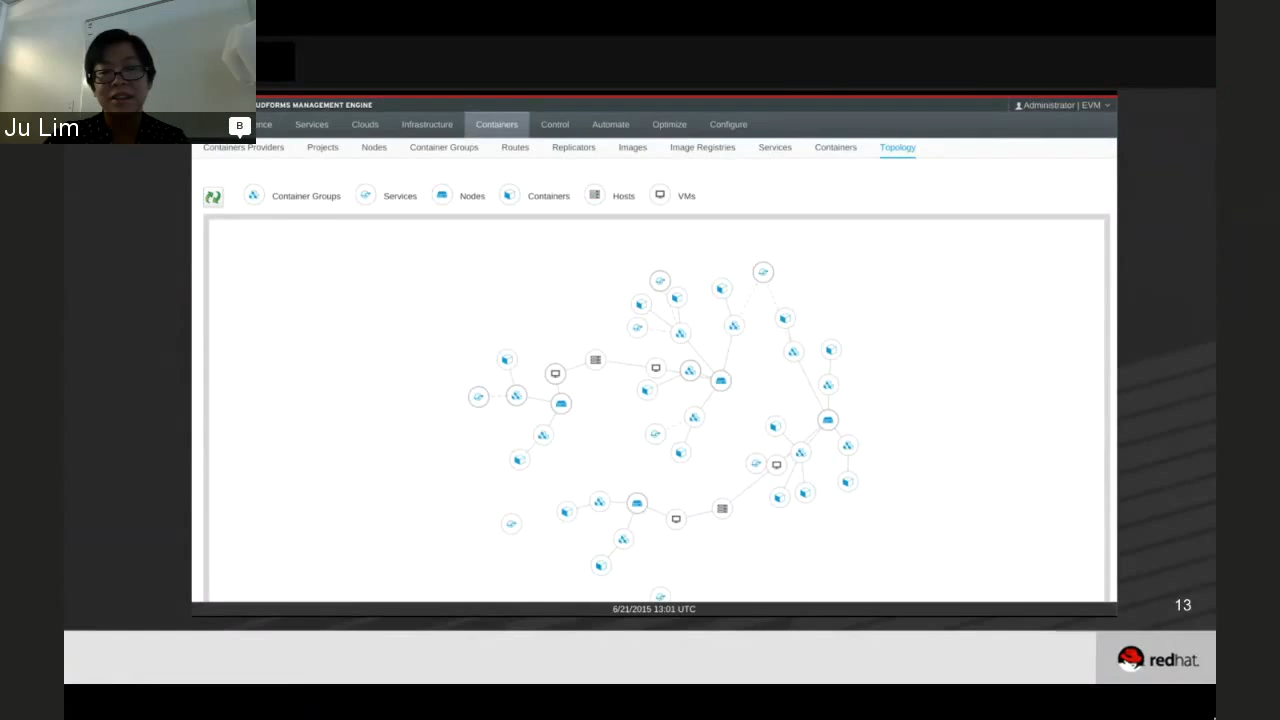 Ju Lim
B
UDFORMS MANAGEMENT ENGINE
Administrator | EVM
ence Services Clouds Infrastructure Containers Control Automate Optimize Configure
Containers Providers Projects Nodes Container Groups Routes Replicators Images Image Registries Services Containers Topology
Container Groups Services Nodes Containers Hosts VMs
6/21/2015 13:01 UTC
13
redhat.